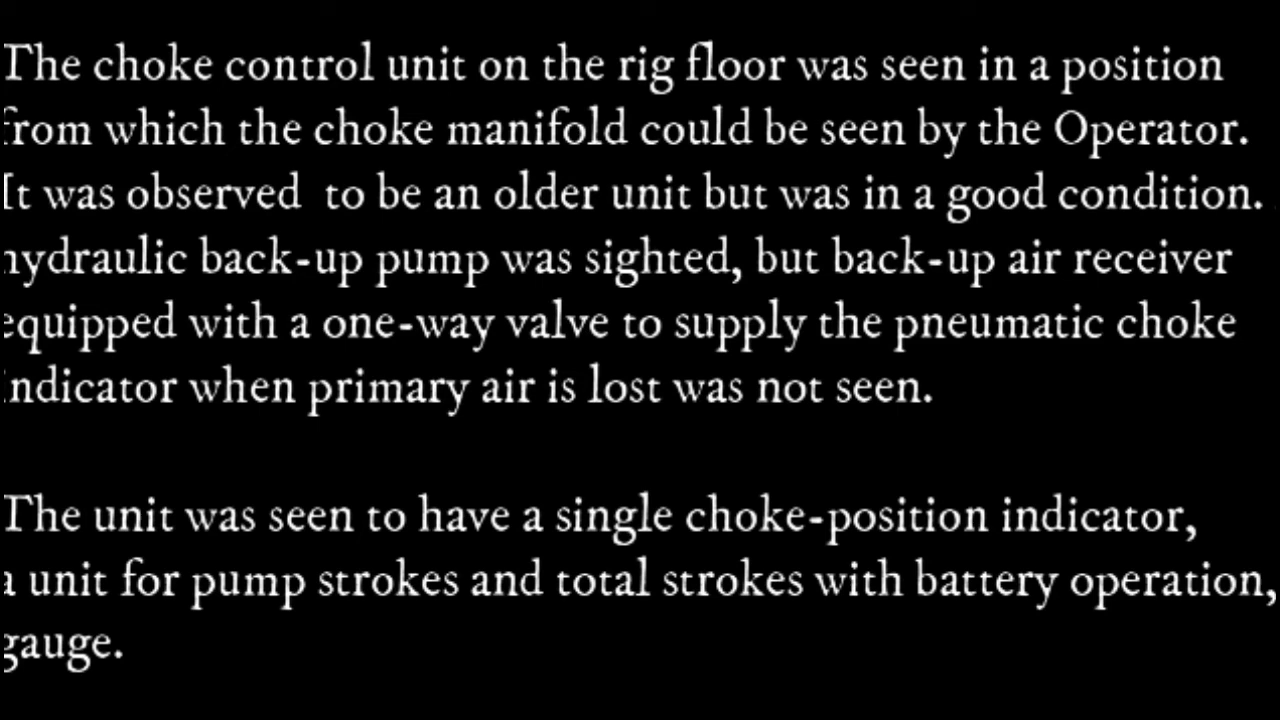 The choke control unit on the rig floor was seen in a position
from which the choke manifold could be seen by the Operator.
It was observed to be an older unit but was in a good condition.
hydraulic back-up pump was sighted, but back-up air receiver
equipped with a one-way valve to supply the pneumatic choke
indicator when primary air is lost was not seen.

The unit was seen to have a single choke-position indicator,
a unit for pump strokes and total strokes with battery operation,
gauge.